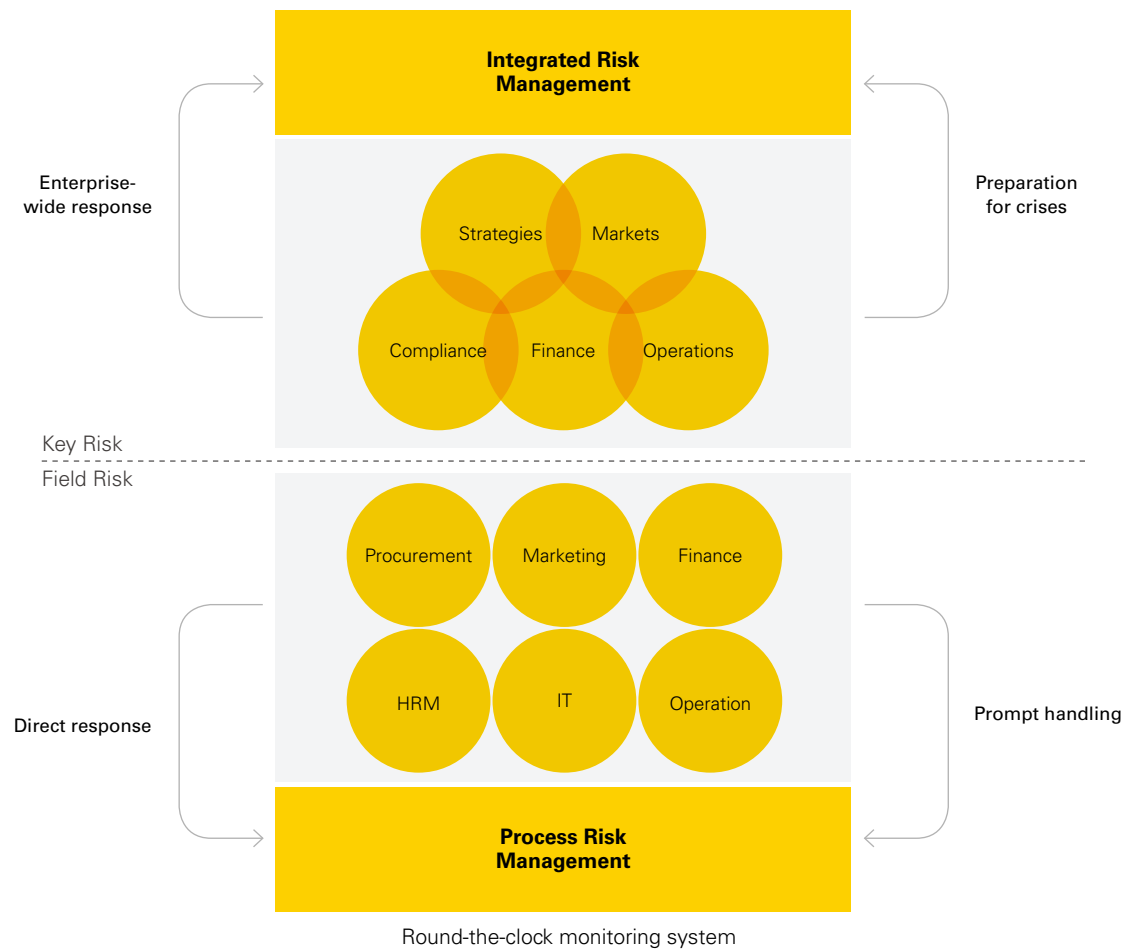 Integrated Risk
Management
Enterprise-
wide response
Preparation
for crises
Strategies
Markets
Compliance
Finance
Operations
Key Risk
Field Risk
Procurement
Marketing
Finance
HRM
IT
Operation
Direct response
Prompt handling
Process Risk
Management
Round-the-clock monitoring system